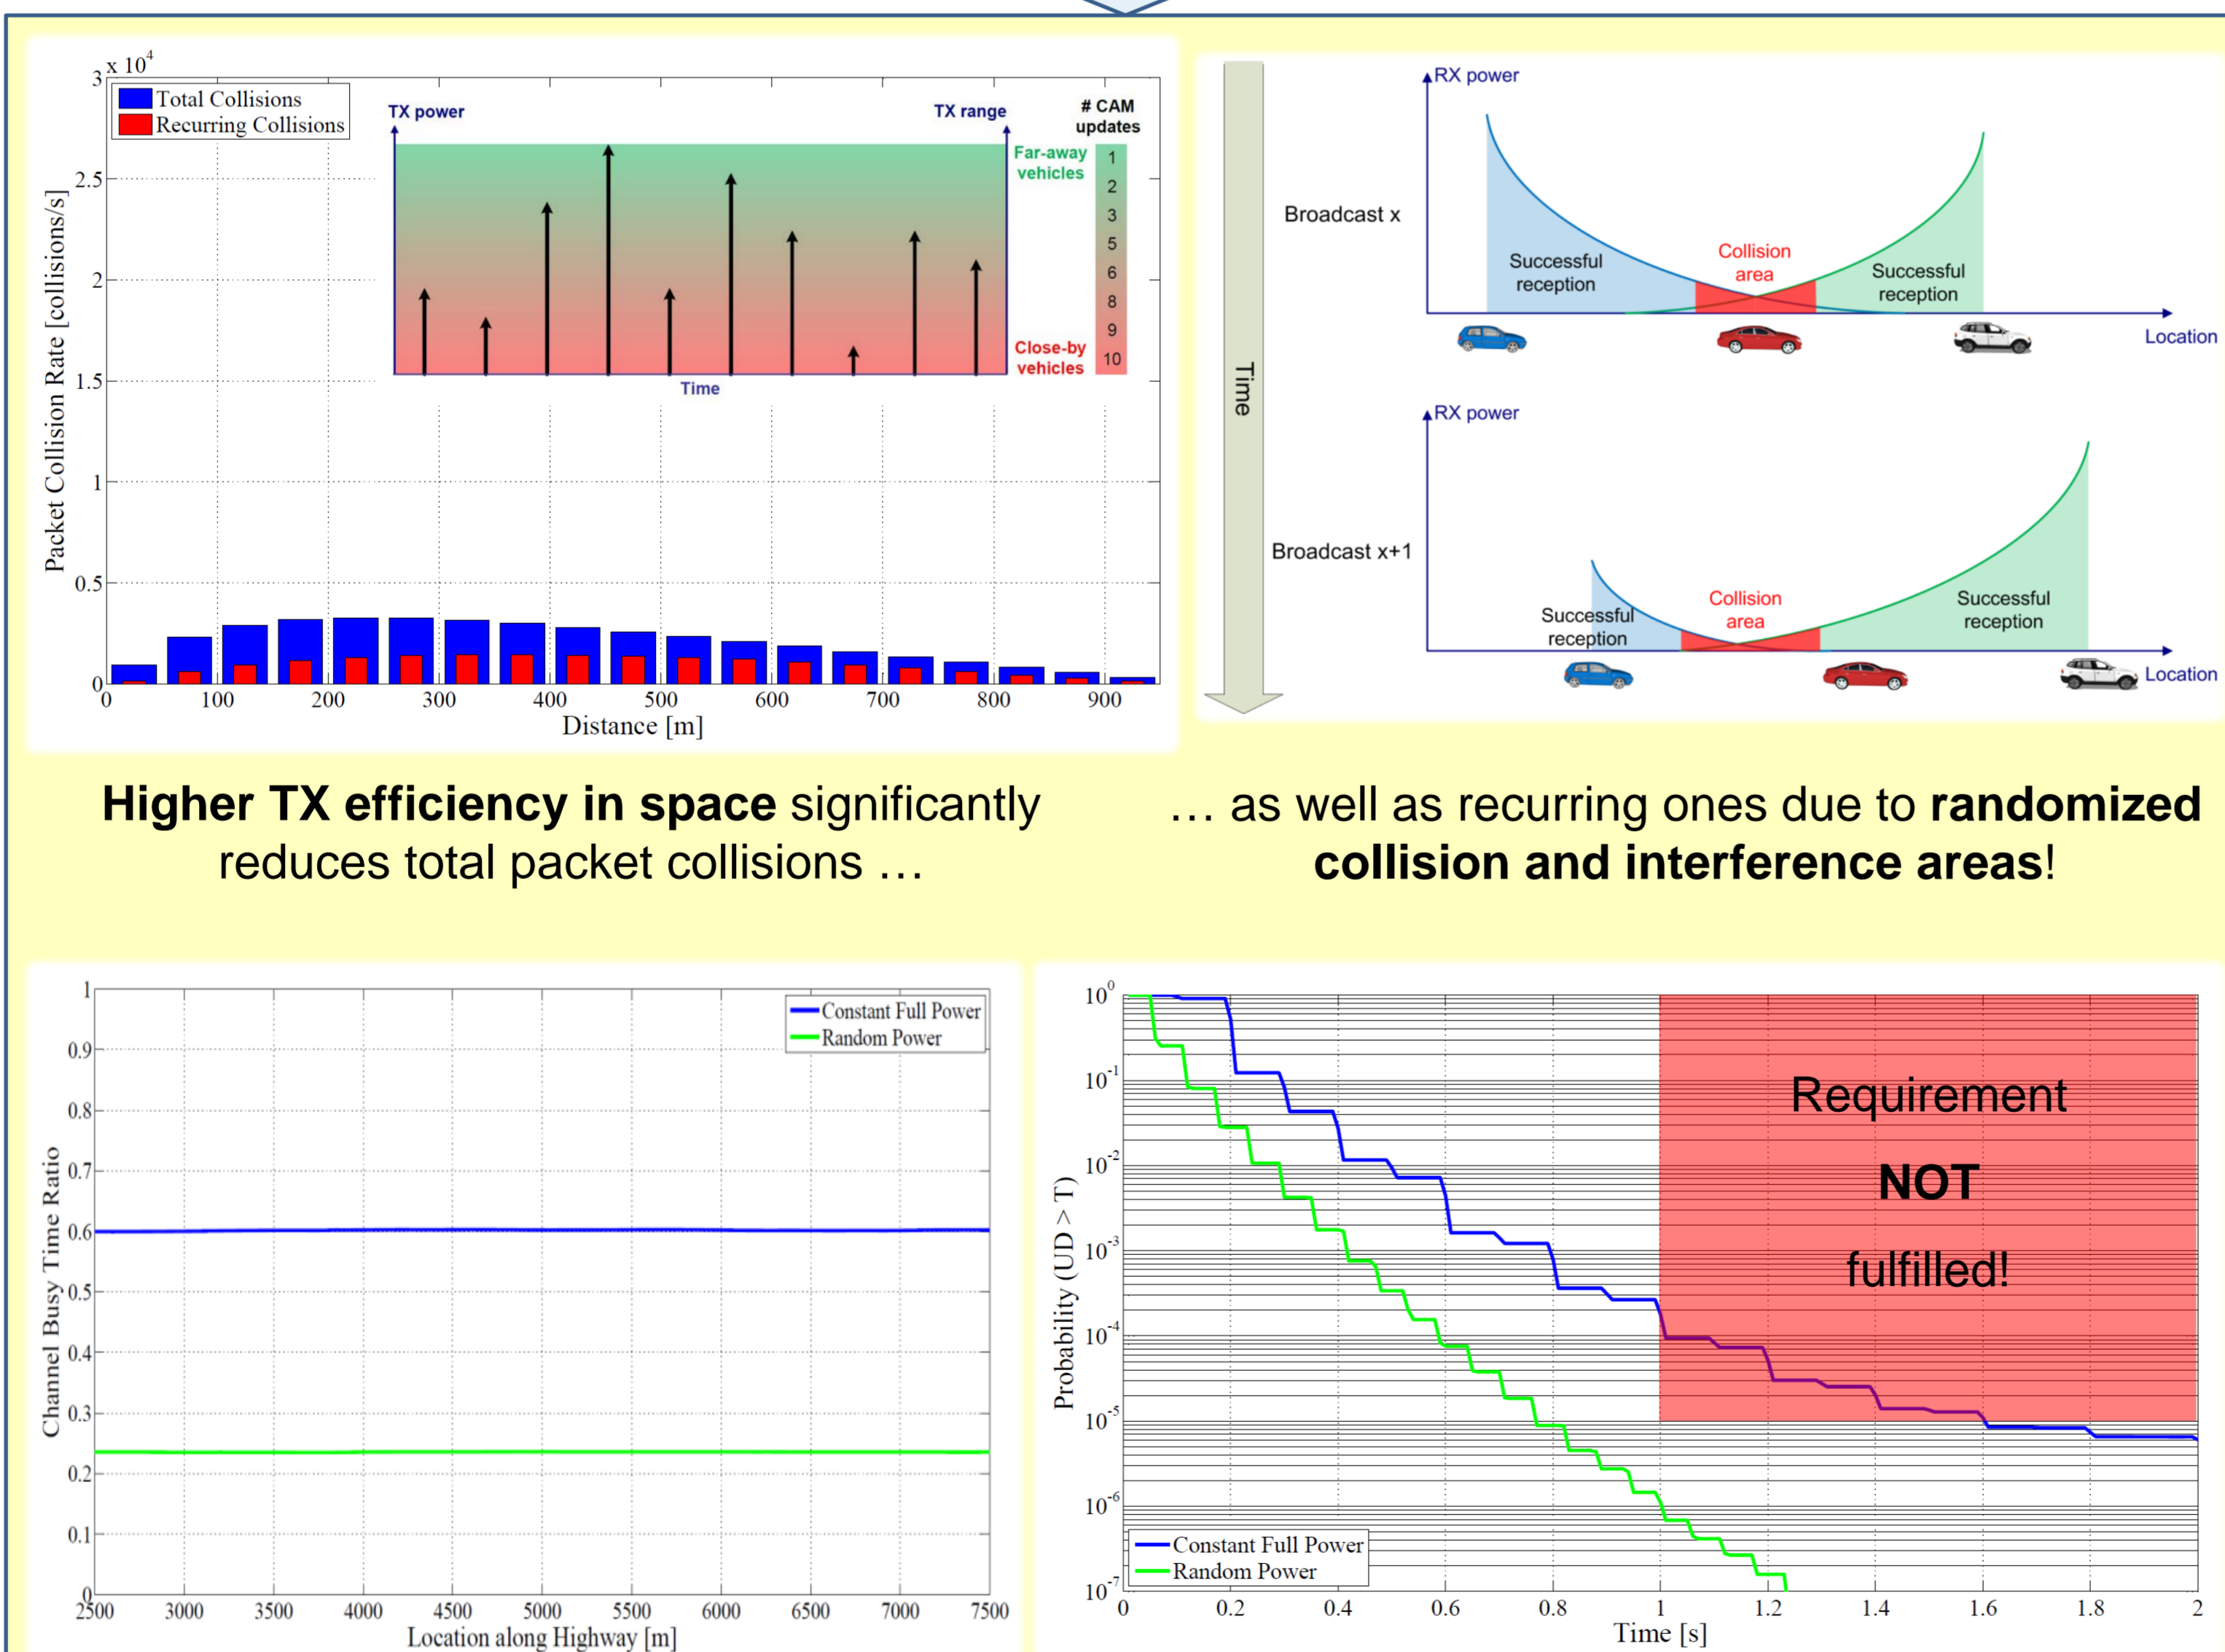 x 10^4
3
2.5
2
1.5
1
0.5
0
Packet Collision Rate [collisions/s]
Total Collisions
Recurring Collisions
TX power
TX range
# CAM
updates
Far-away
vehicles
1
2
3
5
6
8
9
10
Close-by
vehicles
Time
0 100 200 300 400 500 600 700 800 900
Distance [m]
Time
RX power
Broadcast x
Successful
reception
Collision
area
Successful
reception
Location
RX power
Broadcast x+1
Successful
reception
Collision
area
Successful
reception
Location
Higher TX efficiency in space significantly
reduces total packet collisions …
… as well as recurring ones due to randomized
collision and interference areas!
1
0.9
0.8
0.7
0.6
0.5
0.4
0.3
0.2
0.1
0
Channel Busy Time Ratio
Constant Full Power
Random Power
2500 3000 3500 4000 4500 5000 5500 6000 6500 7000 7500
Location along Highway [m]
10^0
10^-1
10^-2
10^-3
10^-4
10^-5
10^-6
10^-7
Probability (UD > T)
Requirement
NOT
fulfilled!
Constant Full Power
Random Power
0 0.2 0.4 0.6 0.8 1 1.2 1.4 1.6 1.8 2
Time [s]